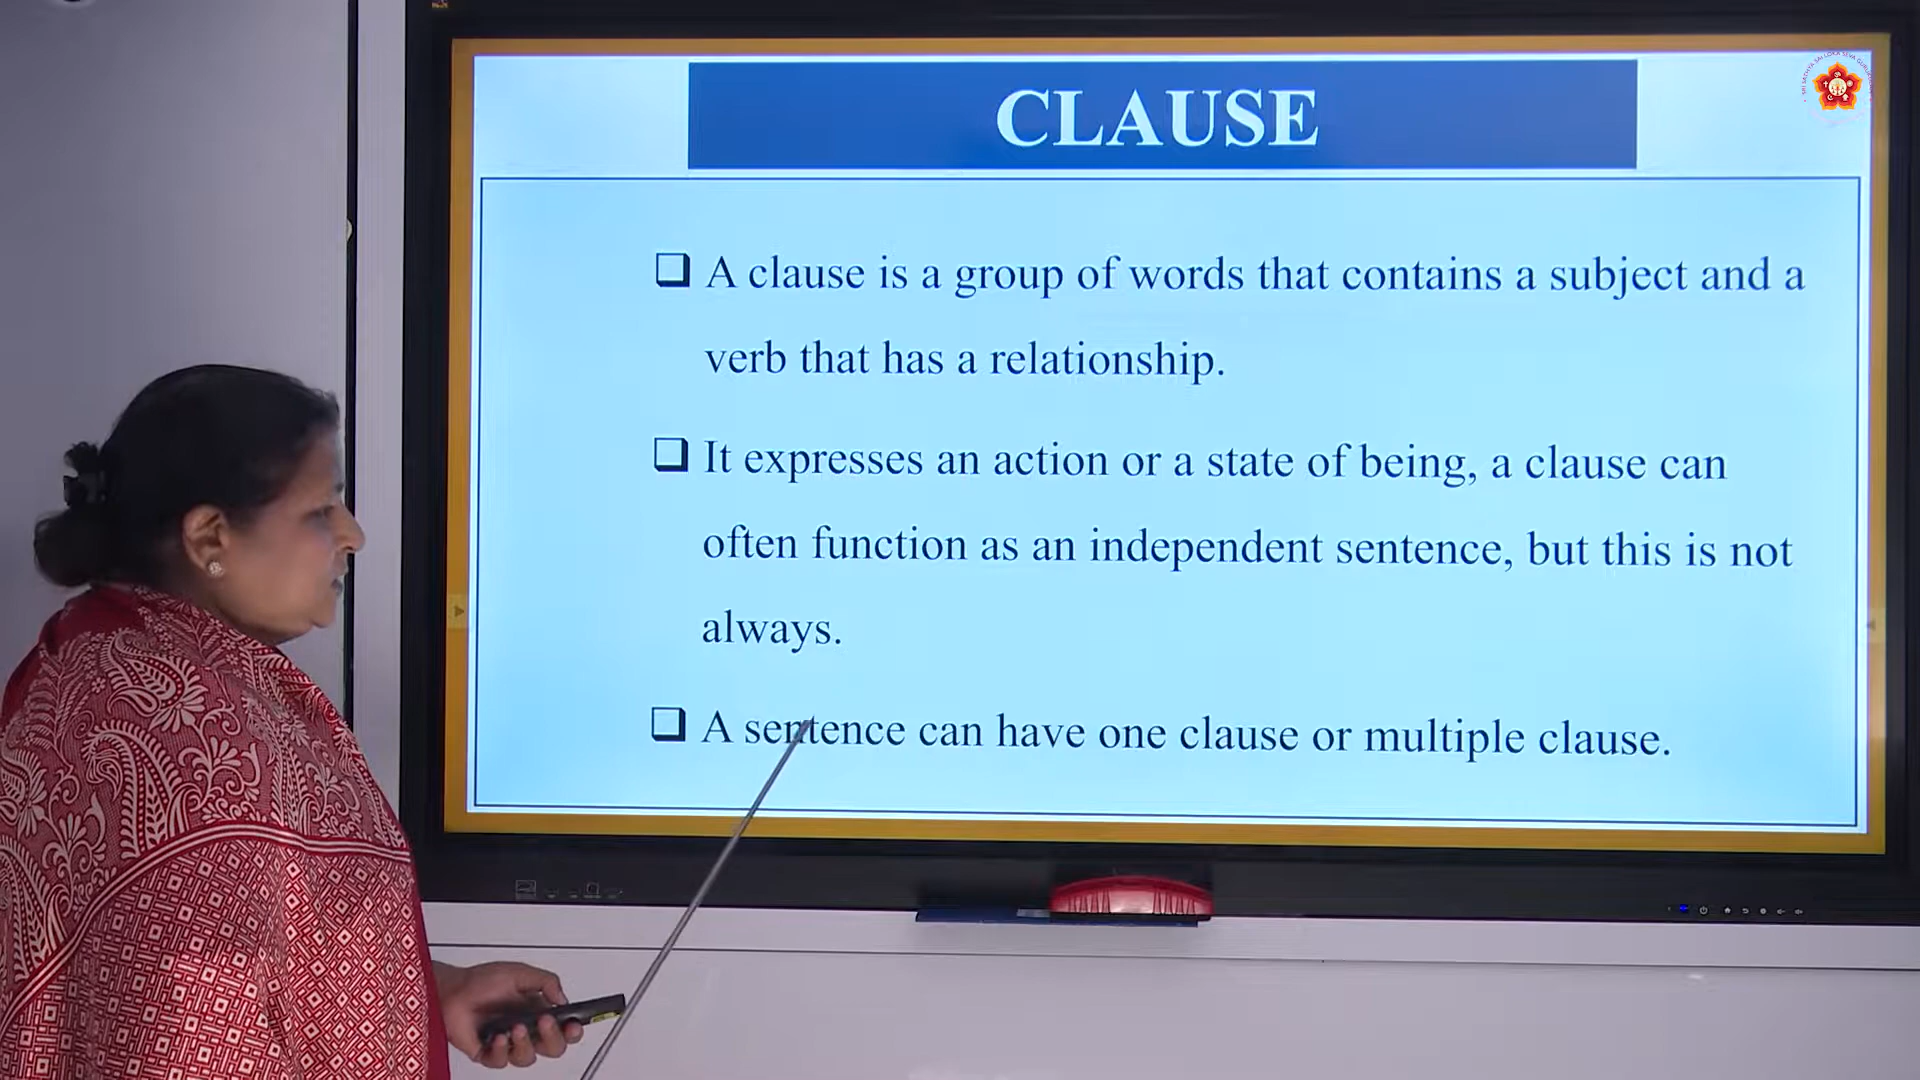 CLAUSE
❑ A clause is a group of words that contains a subject and a
verb that has a relationship.
❑ It expresses an action or a state of being, a clause can
often function as an independent sentence, but this is not
always.
❑ A sentence can have one clause or multiple clause.